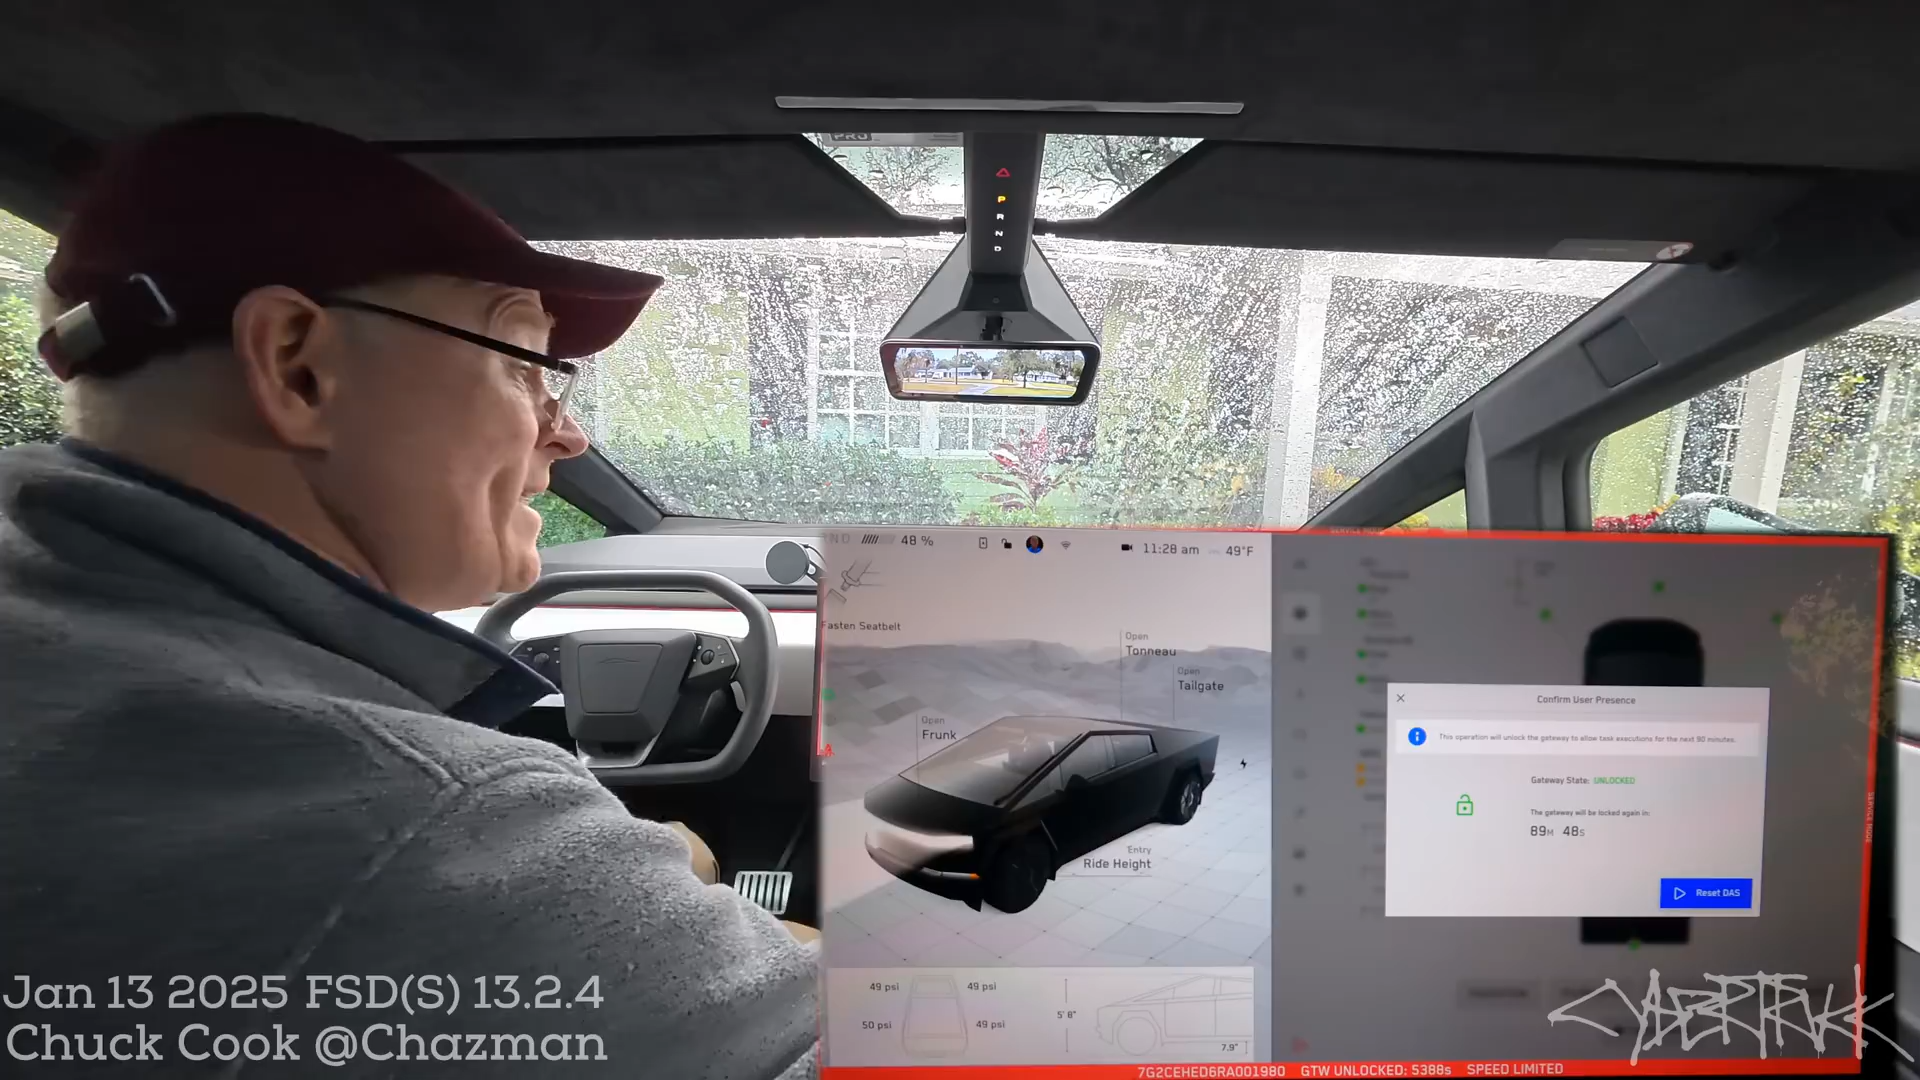 P
R
N
D
48 %
11:28 am
49°F
Fasten Seatbelt
Open
Tonneau
Open
Tailgate
Open
Frunk
Entry
Ride Height
49 psi
49 psi
50 psi
49 psi
5' 8"
7.9"
Confirm User Presence
This operation will unlock the gateway to allow task executions for the next 90 minutes.
Gateway State: UNLOCKED
The gateway will be locked again in:
89M 48S
Reset DAS
SERVICE MODE
7G2CEHED6RA001980 GTW UNLOCKED: 5388s SPEED LIMITED
Jan 13 2025 FSD(S) 13.2.4
Chuck Cook @Chazman
CYBERTRUCK